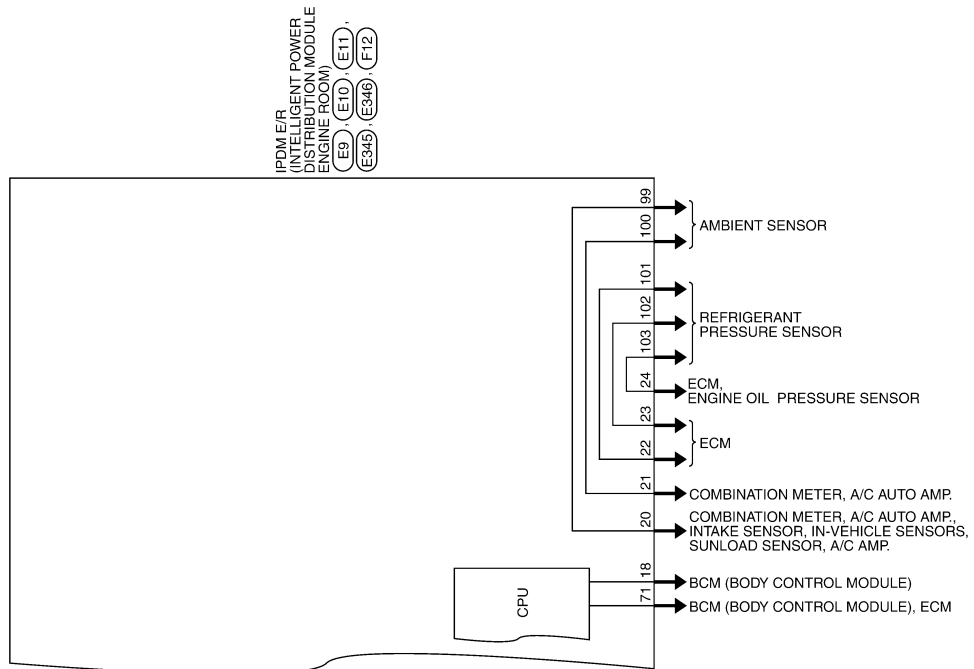 IPDM E/R
(INTELLIGENT POWER
DISTRIBUTION MODULE
ENGINE ROOM)
E9 , E10 , E11 ,
E345 , E346 , F12
99
100
AMBIENT SENSOR
101
102
103
REFRIGERANT
PRESSURE SENSOR
24
ECM,
ENGINE OIL PRESSURE SENSOR
23
22
ECM
21
COMBINATION METER, A/C AUTO AMP.
20
COMBINATION METER, A/C AUTO AMP.,
INTAKE SENSOR, IN-VEHICLE SENSORS,
SUNLOAD SENSOR, A/C AMP.
CPU
18
BCM (BODY CONTROL MODULE)
71
BCM (BODY CONTROL MODULE), ECM